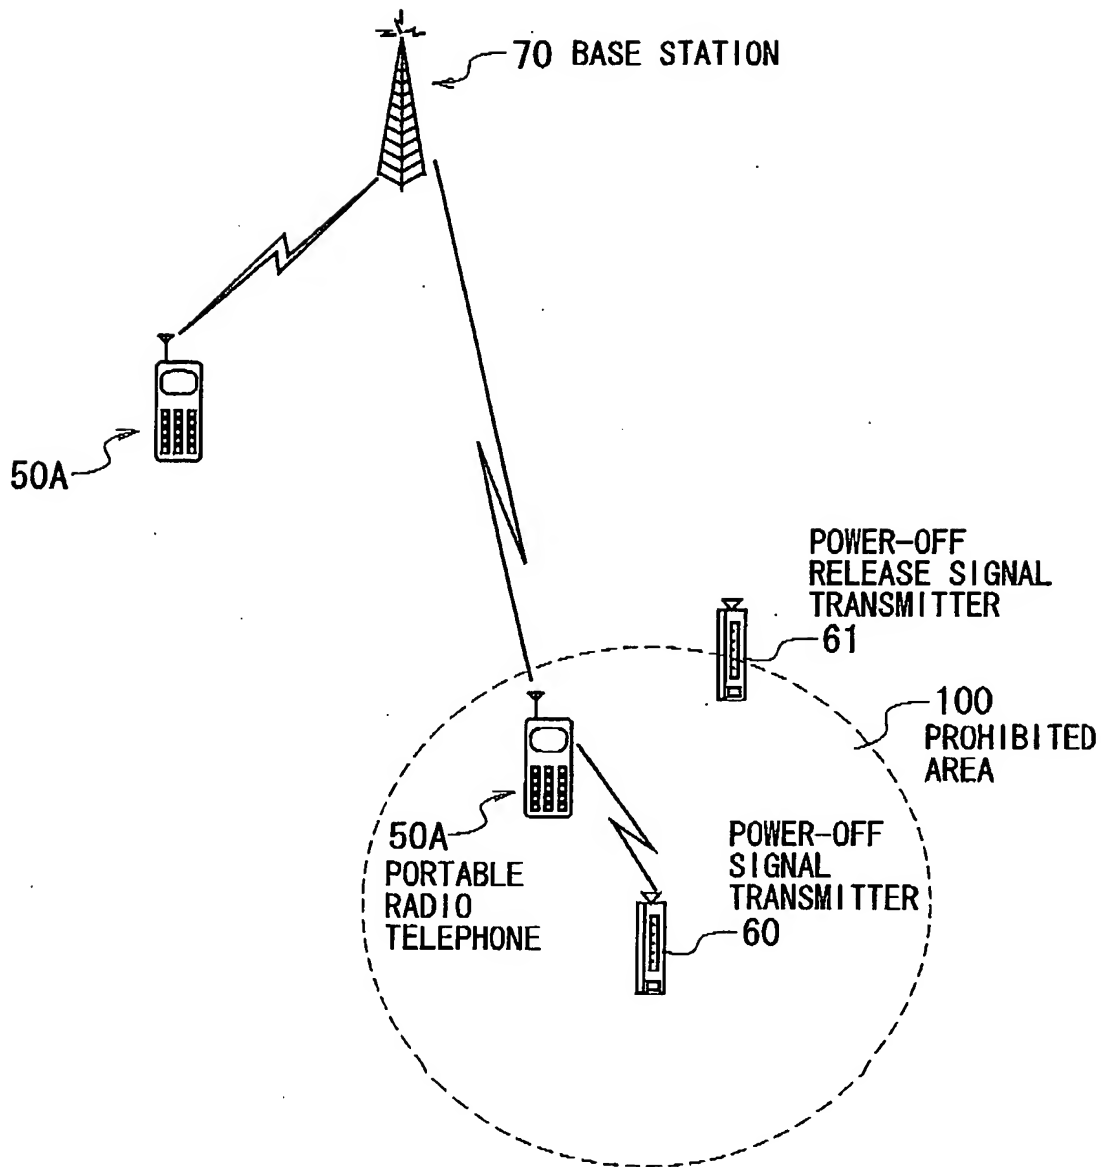 70 BASE STATION
50A
POWER-OFF
RELEASE SIGNAL
TRANSMITTER
61
100
PROHIBITED
AREA
50A
PORTABLE
RADIO
TELEPHONE
POWER-OFF
SIGNAL
TRANSMITTER
60